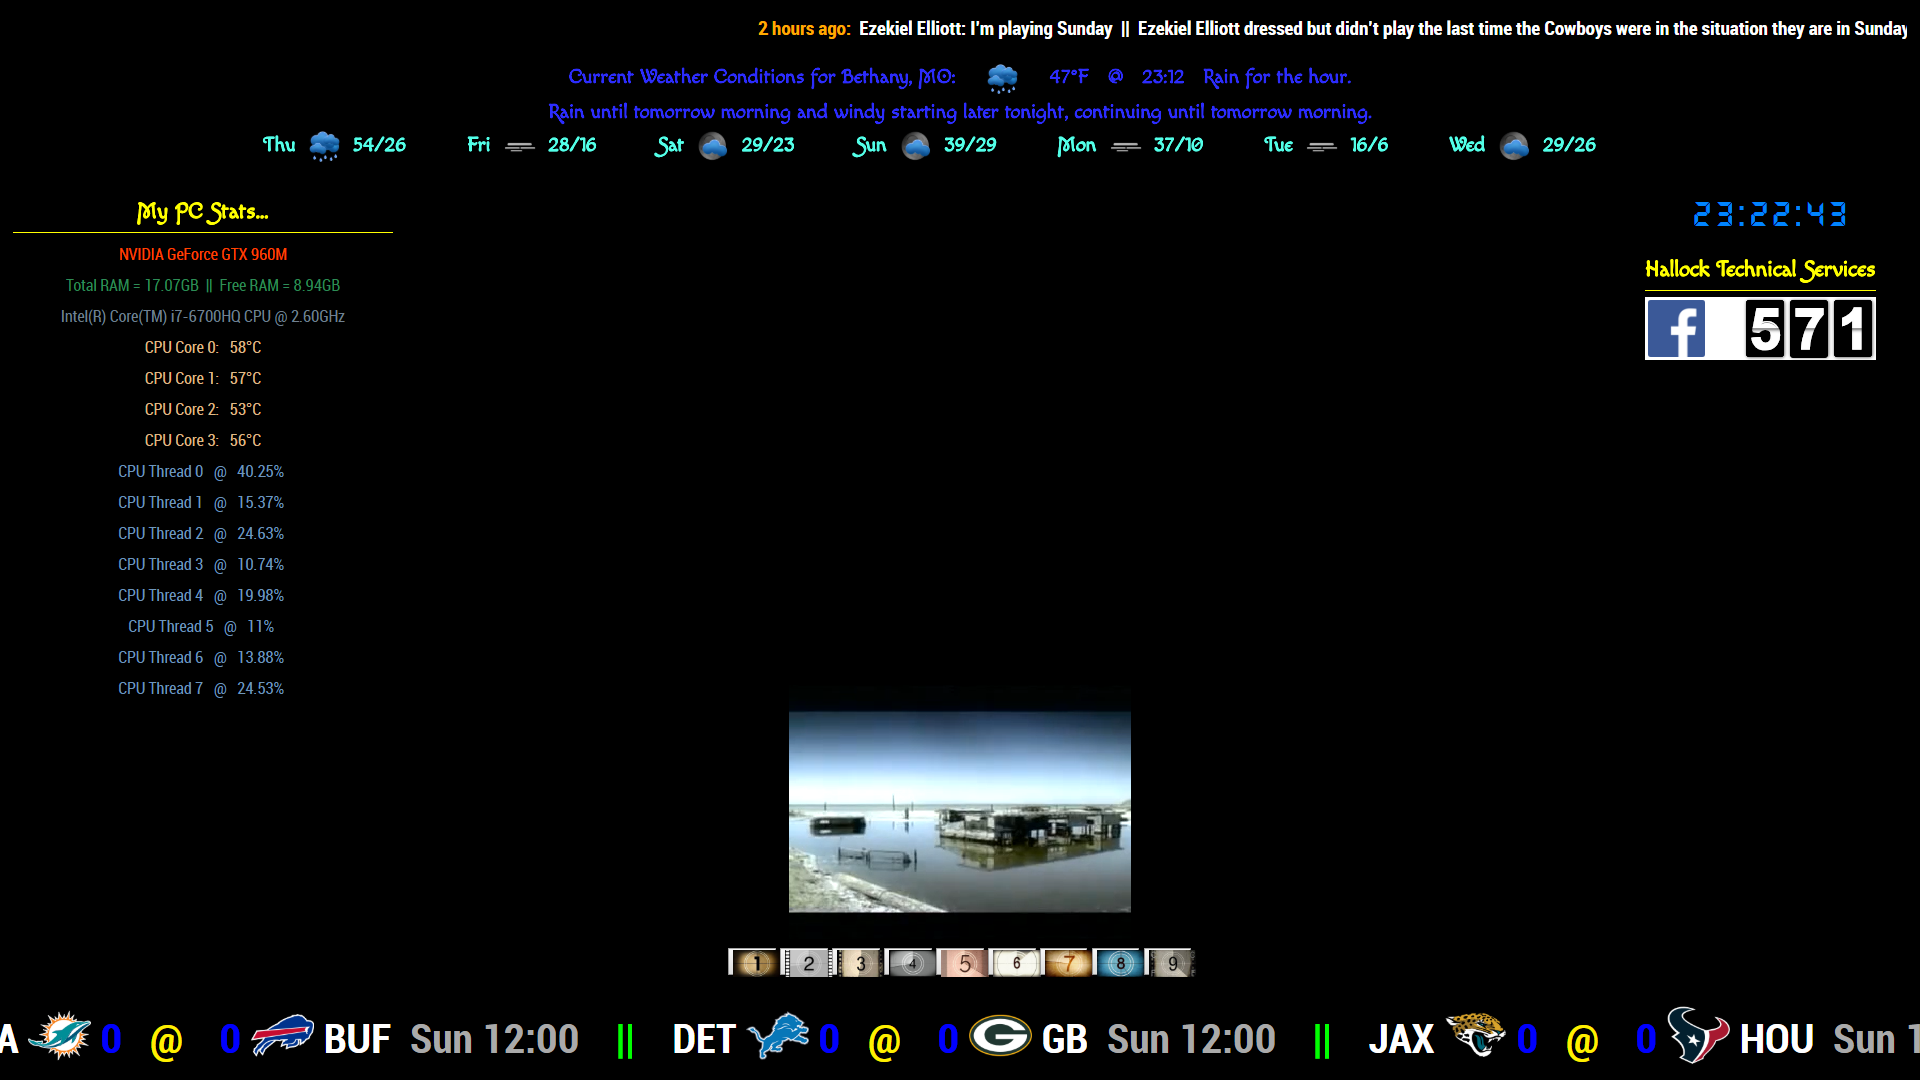 2 hours ago: Ezekiel Elliott: I'm playing Sunday || Ezekiel Elliott dressed but didn't play the last time the Cowboys were in the situation they are in Sunday
Current Weather Conditions for Bethany, MO: 47°F @ 23:12 Rain for the hour.
Rain until tomorrow morning and windy starting later tonight, continuing until tomorrow morning.
Thu 54/26 Fri 28/16 Sat 29/23 Sun 39/29 Mon 37/10 Tue 16/6 Wed 29/26
My PC Stats...
NVIDIA GeForce GTX 960M
Total RAM = 17.07GB || Free RAM = 8.94GB
Intel(R) Core(TM) i7-6700HQ CPU @ 2.60GHz
CPU Core 0: 58°C
CPU Core 1: 57°C
CPU Core 2: 53°C
CPU Core 3: 56°C
CPU Thread 0 @ 40.25%
CPU Thread 1 @ 15.37%
CPU Thread 2 @ 24.63%
CPU Thread 3 @ 10.74%
CPU Thread 4 @ 19.98%
CPU Thread 5 @ 11%
CPU Thread 6 @ 13.88%
CPU Thread 7 @ 24.53%
23:22:43
Hallock Technical Services
f 571
1 2 3 4 5 6 7 8 9
A 0 @ 0 BUF Sun 12:00 || DET 0 @ 0 G GB Sun 12:00 || JAX 0 @ 0 HOU Sun 1